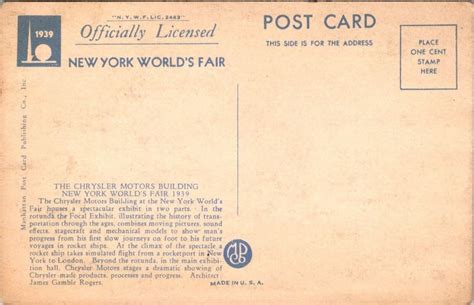 1939
"N.Y.W.F. LIC. 2443"
Officially Licensed
NEW YORK WORLD'S FAIR
POST CARD
THIS SIDE IS FOR THE ADDRESS
PLACE
ONE CENT
STAMP
HERE
Manhattan Post Card Publishing Co., Inc.
THE CHRYSLER MOTORS BUILDING
NEW YORK WORLD'S FAIR 1939
The Chrysler Motors Building at the New York World's
Fair houses a spectacular exhibit in two parts. - In the
rotunda the Focal Exhibit, illustrating the history of trans-
portation through the ages, combines moving pictures, sound
effects, stagecraft and mechanical models to show man's
progress from his first slow journeys on foot to his future
voyages in rocket ships. At the climax of the spectacle a
rocket ship takes simulated flight from a rocketport in New
York to London. Beyond the rotunda, in the main exhibi-
tion hall, Chrysler Motors stages a dramatic showing of
Chrysler-made products, processes and progress. Architect
James Gamble Rogers.
MADE IN U.S.A.